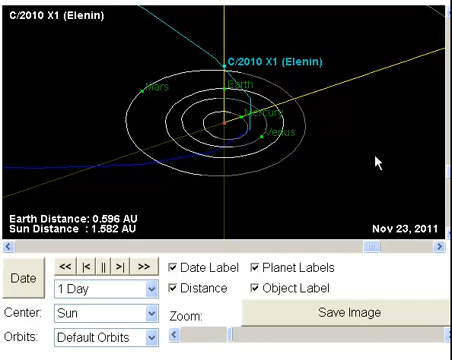 C/2010 X1 (Elenin)
C/2010 X1 (Elenin)
Mars
Earth
Mercury
Venus
Earth Distance: 0.596 AU
Sun Distance : 1.582 AU
Nov 23, 2011
Date
<< |< || >| >>
Date Label
Planet Labels
1 Day
Distance
Object Label
Center: Sun
Zoom:
Save Image
Orbits: Default Orbits